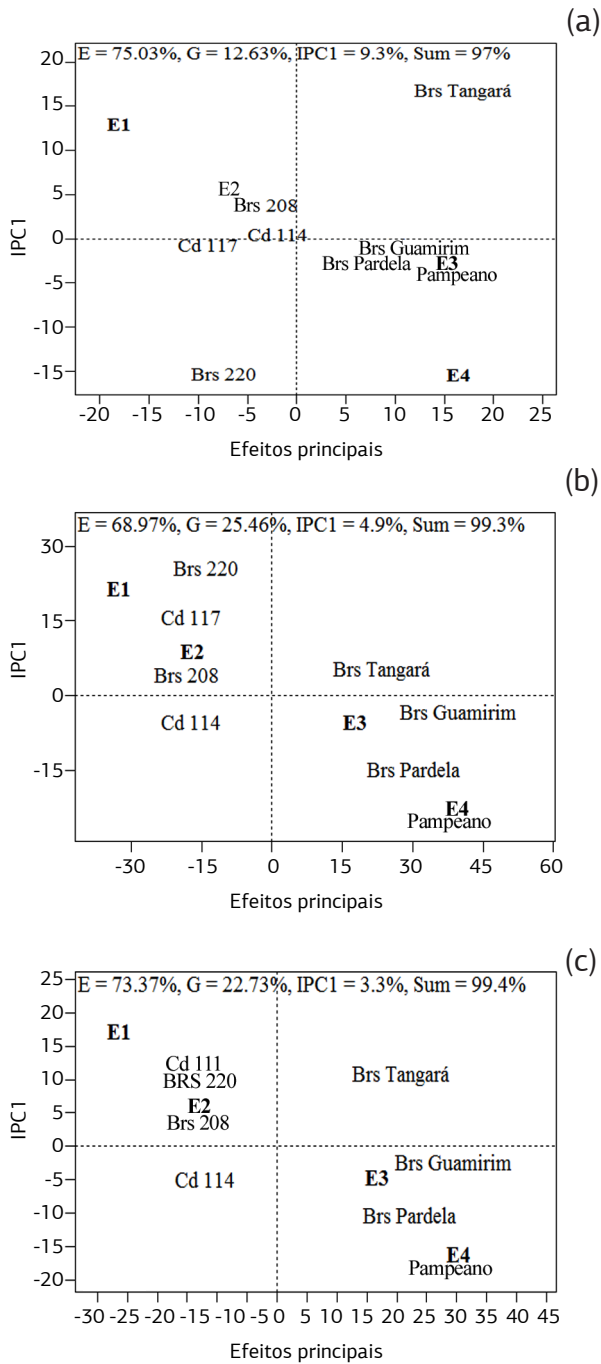 (a)
E = 75.03%, G = 12.63%, IPC1 = 9.3%, Sum = 97%
20
15
10
5
0
-5
-10
-15
IPC1
Brs Tangará
E1
E2
Brs 208
Cd 114
Cd 117
Brs Guamirim
Brs Pardela
E3
Pampeano
Brs 220
E4
-20 -15 -10 -5 0 5 10 15 20 25
Efeitos principais
(b)
E = 68.97%, G = 25.46%, IPC1 = 4.9%, Sum = 99.3%
30
15
0
-15
IPC1
Brs 220
E1
Cd 117
E2
Brs 208
Brs Tangará
Cd 114
E3
Brs Guamirim
Brs Pardela
E4
Pampeano
-30 -15 0 15 30 45 60
Efeitos principais
(c)
E = 73.37%, G = 22.73%, IPC1 = 3.3%, Sum = 99.4%
25
20
15
10
5
0
-5
-10
-15
-20
IPC1
E1
Cd 111
BRS 220
Brs Tangará
E2
Brs 208
Cd 114
Brs Guamirim
E3
Brs Pardela
E4
Pampeano
-30 -25 -20 -15 -10 -5 0 5 10 15 20 25 30 35 40 45
Efeitos principais